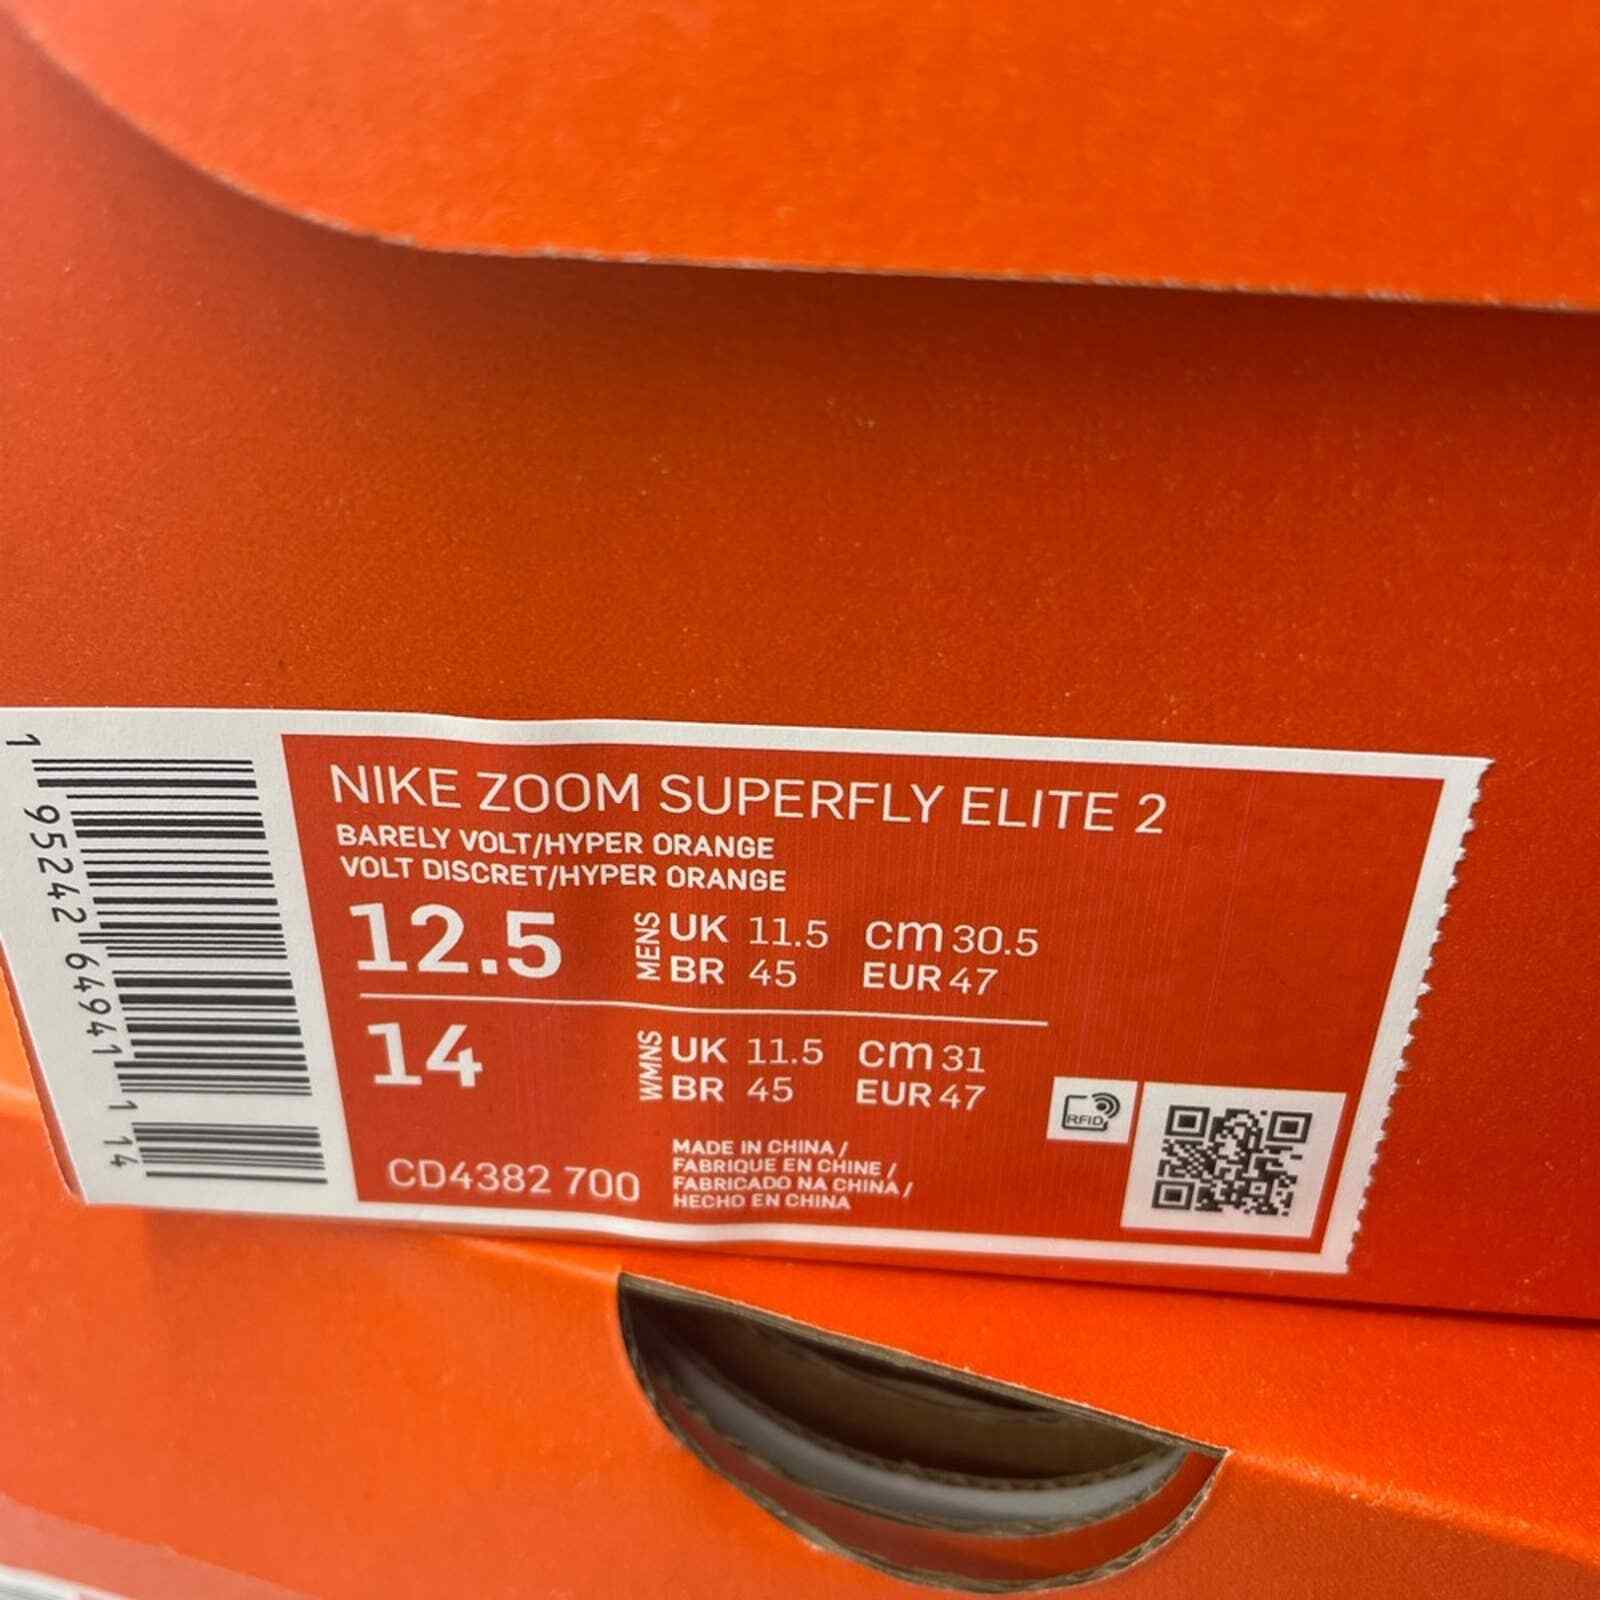 NIKE ZOOM SUPERFLY ELITE 2
BARELY VOLT/HYPER ORANGE
VOLT DISCRET/HYPER ORANGE
12.5 MENS UK 11.5 cm 30.5
BR 45 EUR 47
14 WMNS UK 11.5 cm 31
BR 45 EUR 47
CD4382 700
MADE IN CHINA /
FABRIQUE EN CHINE /
FABRICADO NA CHINA /
HECHO EN CHINA
RFID
1 95242 64941 1 14